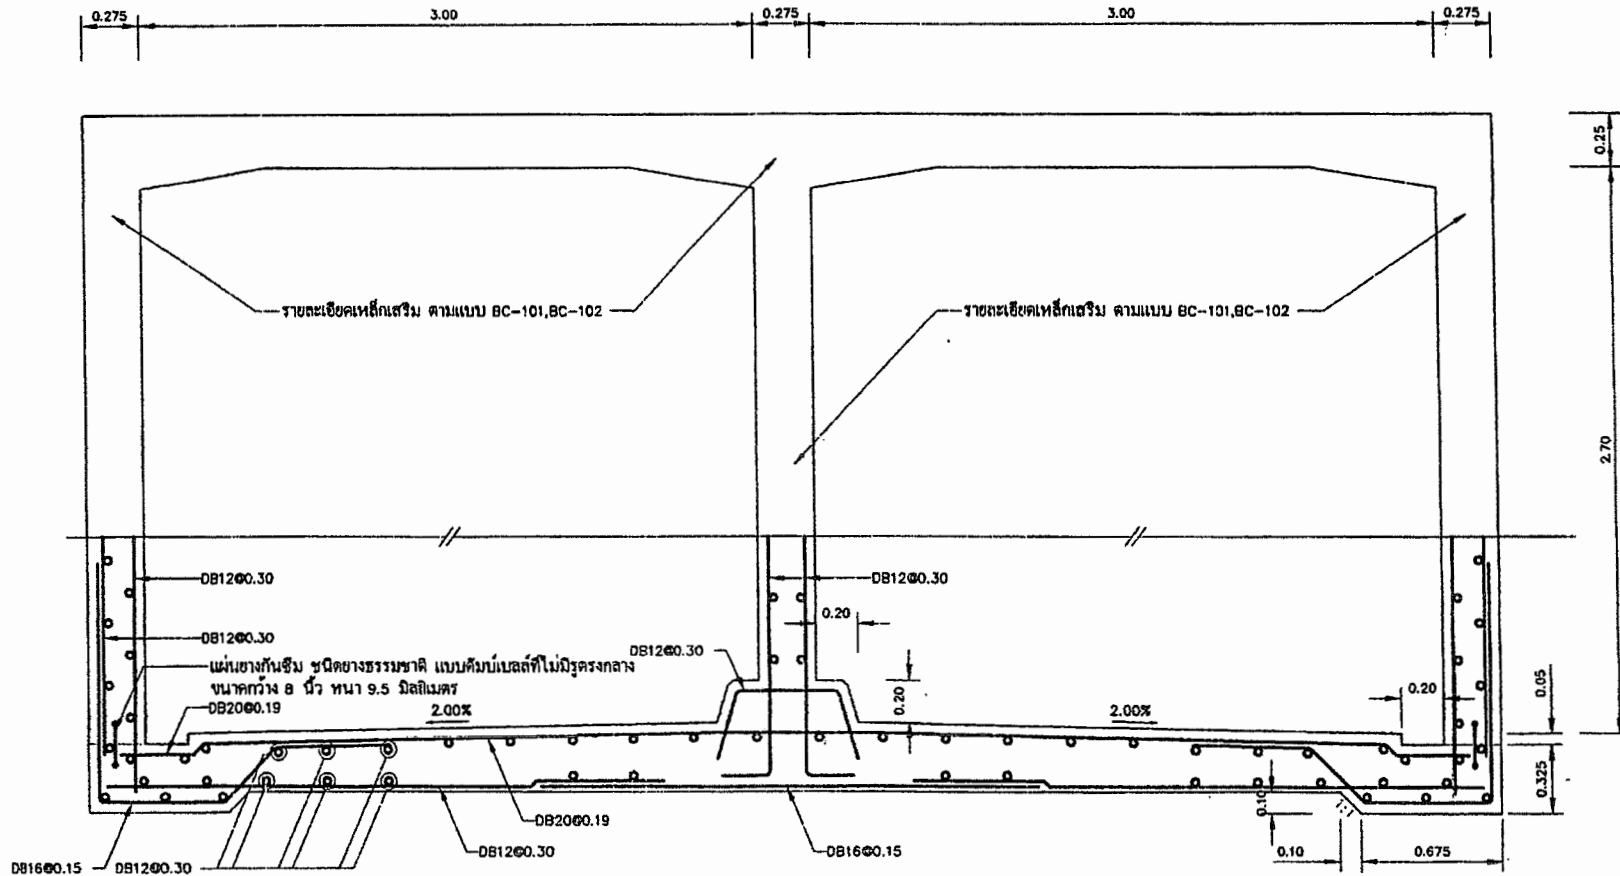 0.275
3.00
0.275
3.00
0.275
0.25
รายละเอียดเหล็กเสริม ตามแบบ BC-101,BC-102
รายละเอียดเหล็กเสริม ตามแบบ BC-101,BC-102
2.70
DB12@0.30
DB12@0.30
0.20
DB12@0.30
DB12@0.30
แผ่นยางกันซึม ชนิดยางธรรมชาติ แบบดัมบ์เบลล์ที่ไม่มีรูตรงกลาง
ขนาดกว้าง 8 นิ้ว หนา 9.5 มิลลิเมตร
0.20
0.20
0.05
DB20@0.19
2.00%
2.00%
0.325
0.10
1:1
DB20@0.19
DB12@0.30
DB16@0.15
0.10
0.675
DB16@0.15
DB12@0.30